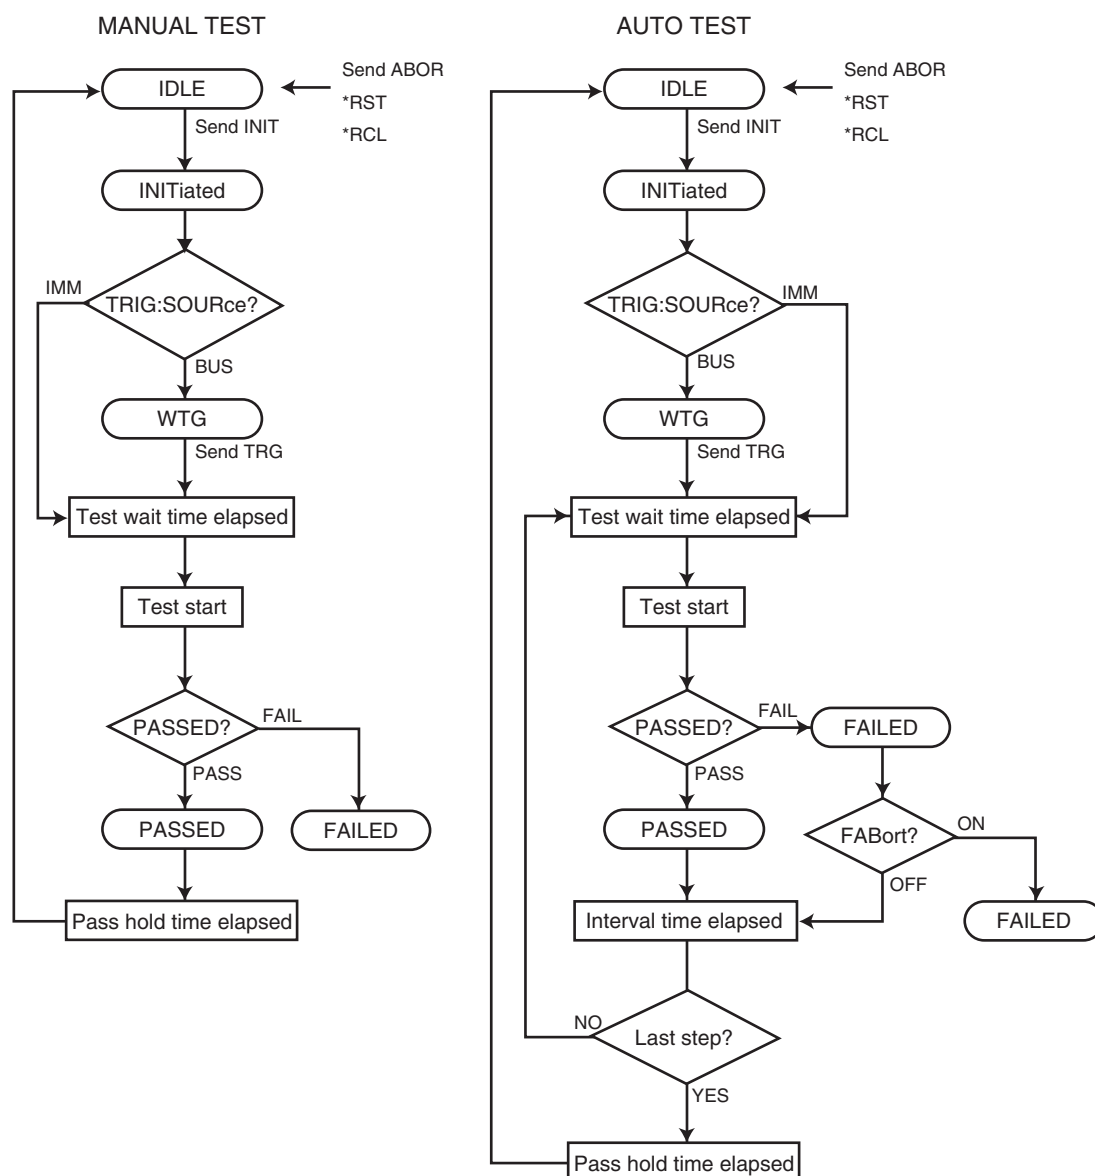 MANUAL TEST
IDLE
Send ABOR
*RST
*RCL
Send INIT
INITiated
IMM
TRIG:SOURce?
BUS
WTG
Send TRG
Test wait time elapsed
Test start
PASSED?
FAIL
PASS
PASSED
FAILED
Pass hold time elapsed
AUTO TEST
IDLE
Send ABOR
*RST
*RCL
Send INIT
INITiated
TRIG:SOURce?
IMM
BUS
WTG
Send TRG
Test wait time elapsed
Test start
PASSED?
FAIL
FAILED
PASS
PASSED
FABort?
ON
OFF
FAILED
Interval time elapsed
NO
Last step?
YES
Pass hold time elapsed